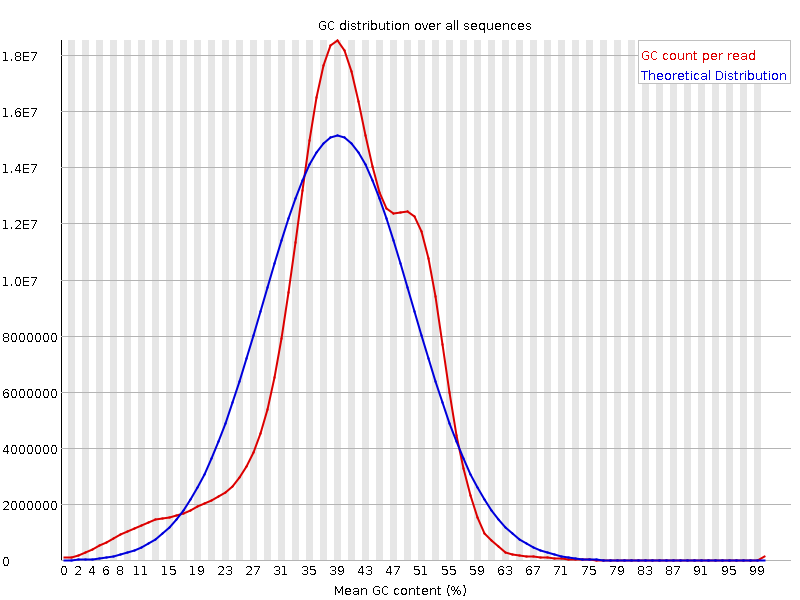 GC distribution over all sequences
GC count per read
Theoretical Distribution
1.8E7
1.6E7
1.4E7
1.2E7
1.0E7
8000000
6000000
4000000
2000000
0
0 2 4 6 8 11 15 19 23 27 31 35 39 43 47 51 55 59 63 67 71 75 79 83 87 91 95 99
Mean GC content (%)